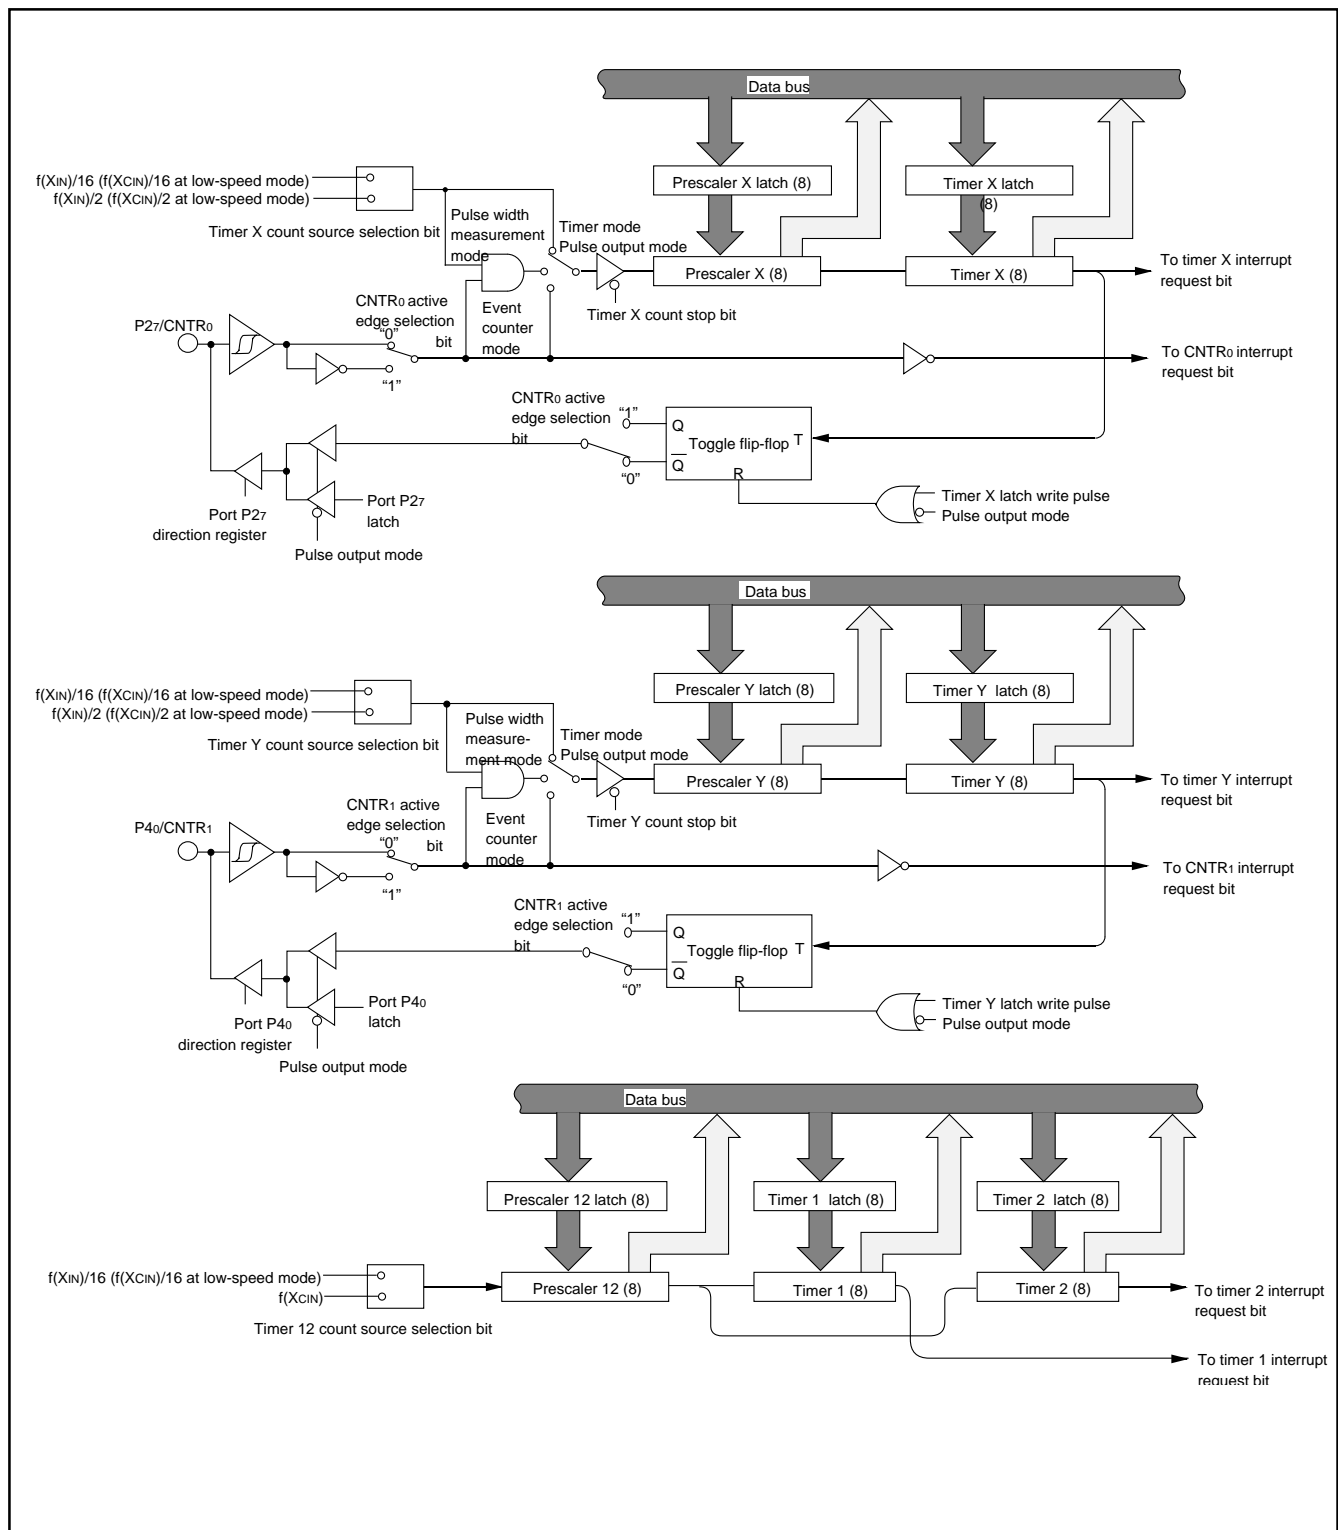 Data bus
f(XIN)/16 (f(XCIN)/16 at low-speed mode)
f(XIN)/2 (f(XCIN)/2 at low-speed mode)
Timer X count source selection bit
Prescaler X latch (8)
Timer X latch
(8)
Pulse width
measurement
mode
Timer mode
Pulse output mode
Prescaler X (8)
Timer X (8)
To timer X interrupt
request bit
Timer X count stop bit
Event
counter
mode
CNTR0 active
edge selection
bit
P27/CNTR0
“0”
“1”
To CNTR0 interrupt
request bit
CNTR0 active
edge selection
bit
“1”
“0”
Q
Q
Toggle flip-flop
T
R
Timer X latch write pulse
Pulse output mode
Port P27
latch
Port P27
direction register
Pulse output mode
Data bus
f(XIN)/16 (f(XCIN)/16 at low-speed mode)
f(XIN)/2 (f(XCIN)/2 at low-speed mode)
Timer Y count source selection bit
Prescaler Y latch (8)
Timer Y latch (8)
Pulse width
measure-
ment mode
Timer mode
Pulse output mode
Prescaler Y (8)
Timer Y (8)
To timer Y interrupt
request bit
Timer Y count stop bit
Event
counter
mode
CNTR1 active
edge selection
bit
P40/CNTR1
“0”
“1”
To CNTR1 interrupt
request bit
CNTR1 active
edge selection
bit
“1”
“0”
Q
Q
Toggle flip-flop
T
R
Timer Y latch write pulse
Pulse output mode
Port P40
latch
Port P40
direction register
Pulse output mode
Data bus
Prescaler 12 latch (8)
Timer 1 latch (8)
Timer 2 latch (8)
f(XIN)/16 (f(XCIN)/16 at low-speed mode)
f(XCIN)
Timer 12 count source selection bit
Prescaler 12 (8)
Timer 1 (8)
Timer 2 (8)
To timer 2 interrupt
request bit
To timer 1 interrupt
request bit